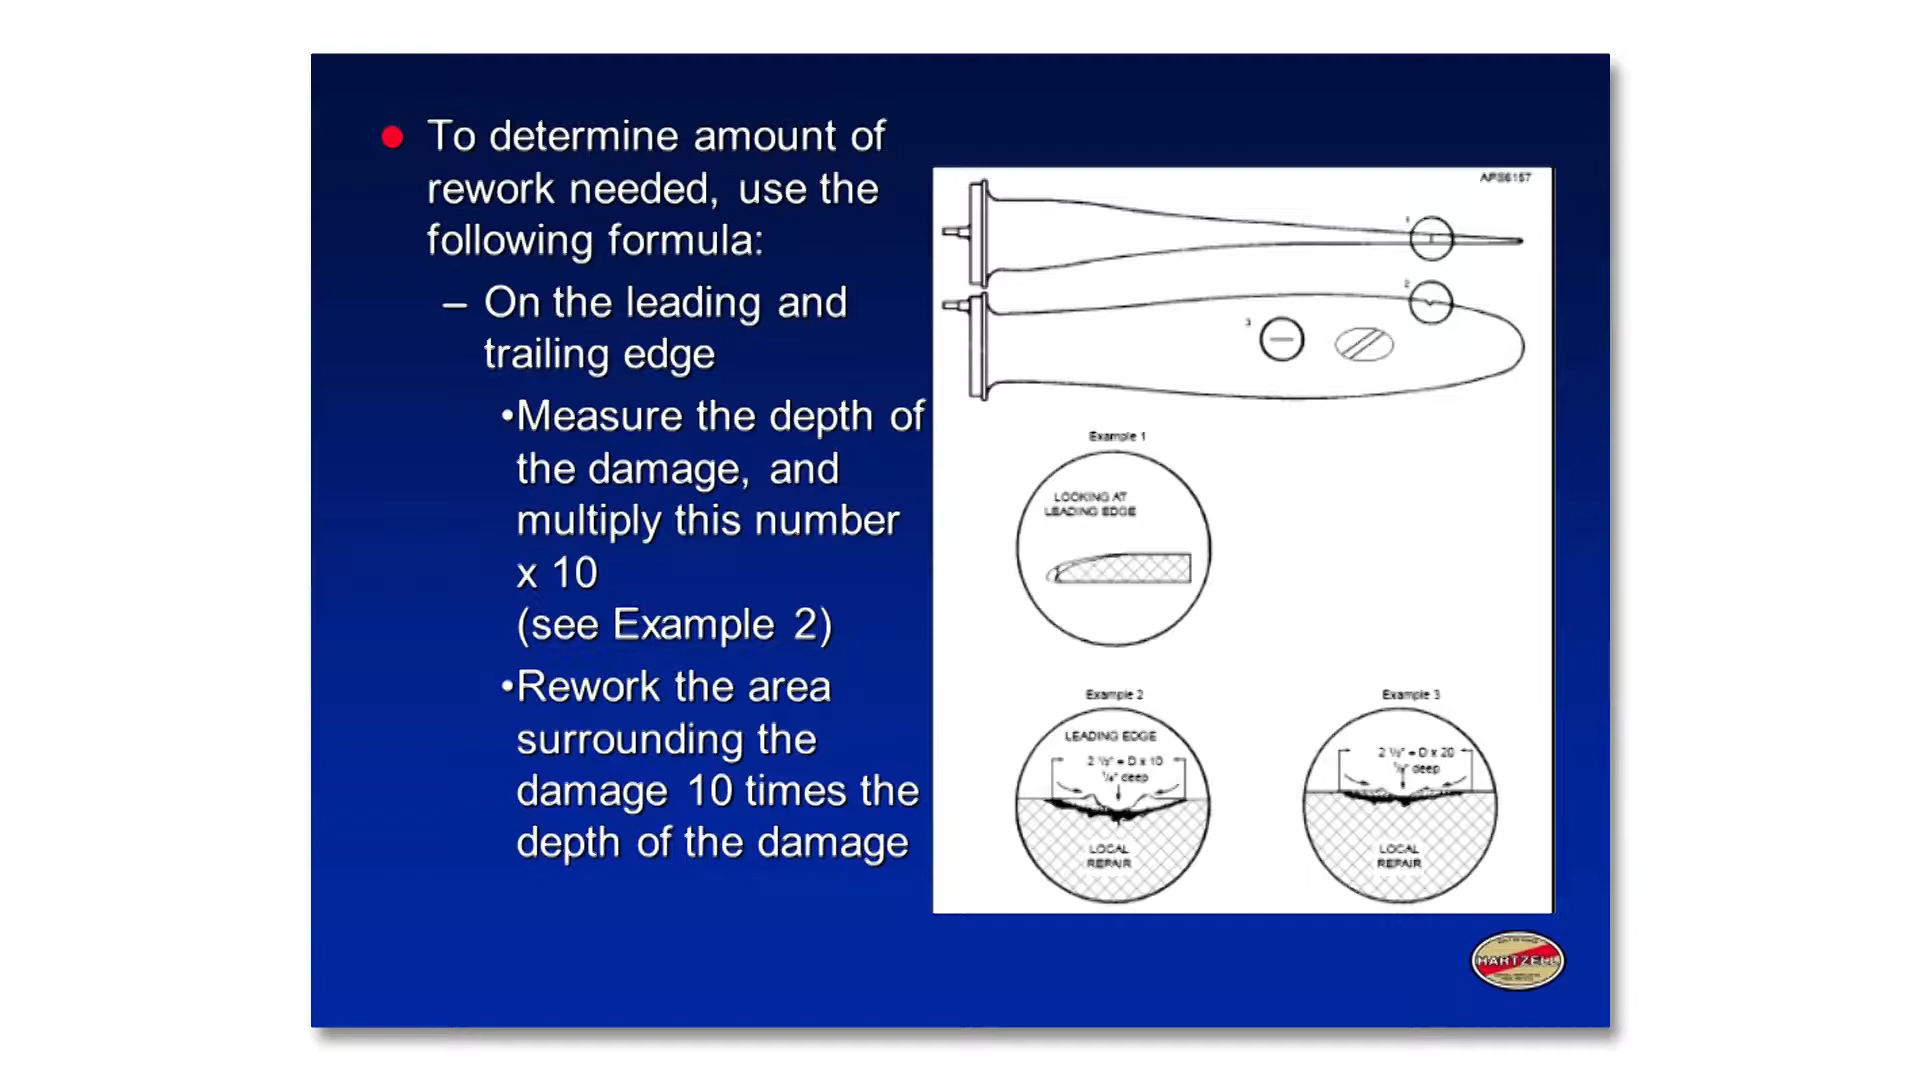 To determine amount of
rework needed, use the
following formula:
– On the leading and
trailing edge
•Measure the depth of
the damage, and
multiply this number
x 10
(see Example 2)
•Rework the area
surrounding the
damage 10 times the
depth of the damage
APS6157
1
2
3
Example 1
LOOKING AT
LEADING EDGE
Example 2
LEADING EDGE
2 ½" = D x 10
deep
LOCAL
REPAIR
Example 3
2 ½" = D x 20
deep
LOCAL
REPAIR
HARTZELL